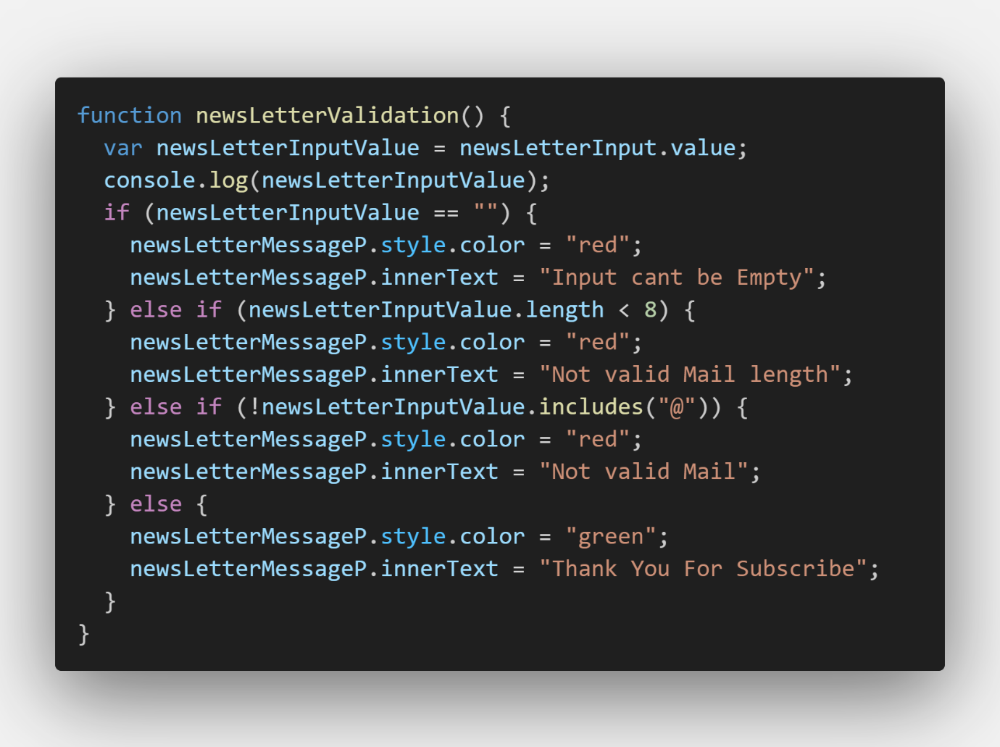 function newsLetterValidation() {
  var newsLetterInputValue = newsLetterInput.value;
  console.log(newsLetterInputValue);
  if (newsLetterInputValue == "") {
    newsLetterMessageP.style.color = "red";
    newsLetterMessageP.innerText = "Input cant be Empty";
  } else if (newsLetterInputValue.length < 8) {
    newsLetterMessageP.style.color = "red";
    newsLetterMessageP.innerText = "Not valid Mail length";
  } else if (!newsLetterInputValue.includes("@")) {
    newsLetterMessageP.style.color = "red";
    newsLetterMessageP.innerText = "Not valid Mail";
  } else {
    newsLetterMessageP.style.color = "green";
    newsLetterMessageP.innerText = "Thank You For Subscribe";
  }
}